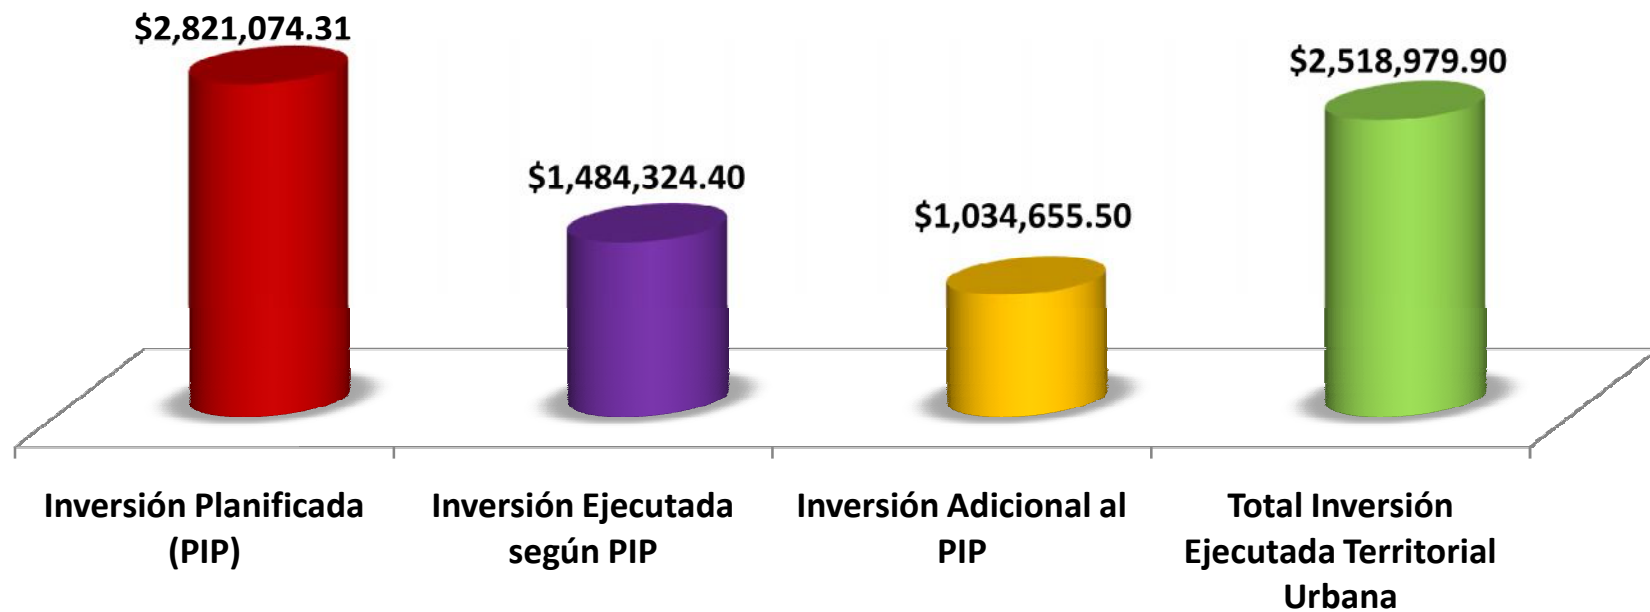 $2,821,074.31
$2,518,979.90
$1,484,324.40
$1,034,655.50
Inversión Planificada
(PIP)
Inversión Ejecutada
según PIP
Inversión Adicional al
PIP
Total Inversión
Ejecutada Territorial
Urbana